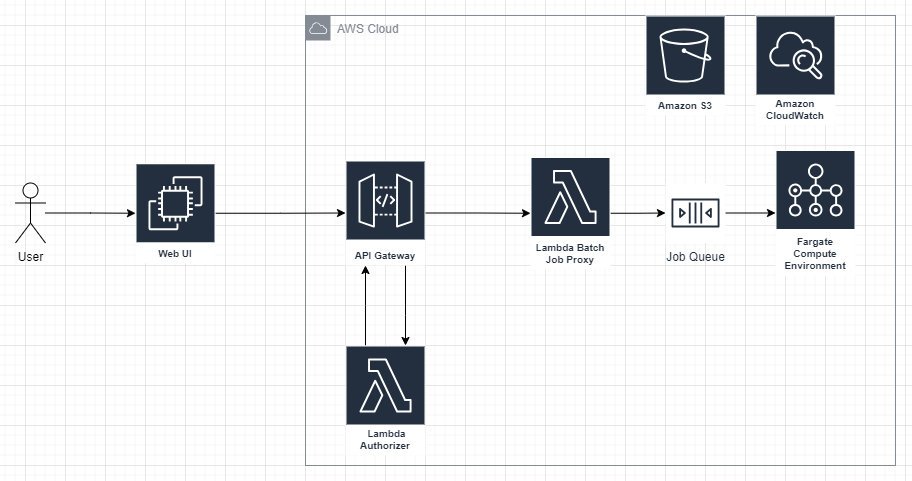 AWS Cloud
Amazon S3
Amazon
CloudWatch
User
Web UI
API Gateway
Lambda Batch
Job Proxy
Job Queue
Fargate
Compute
Environment
Lambda
Authorizer